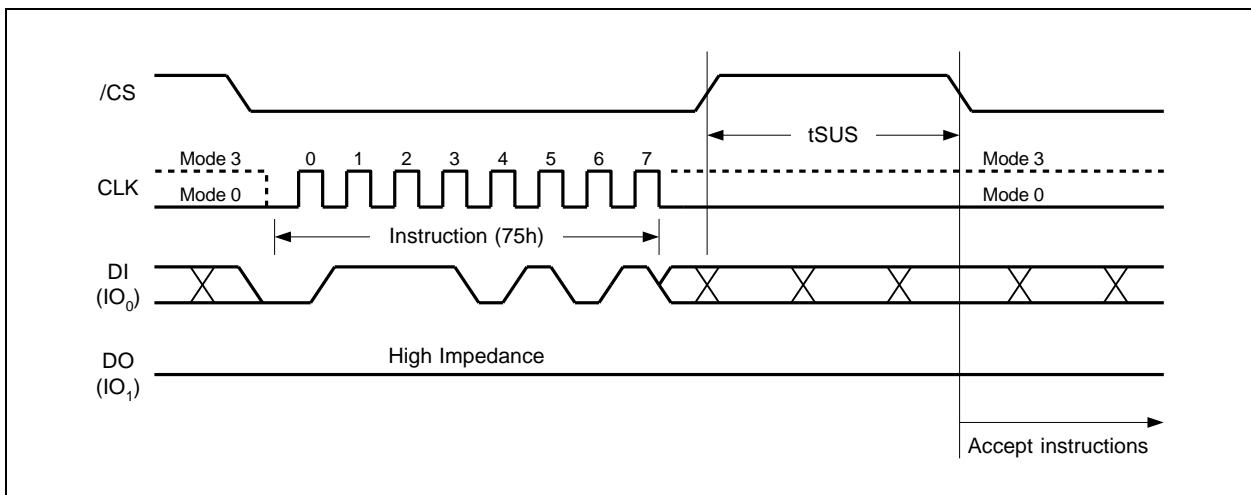 /CS
tSUS
Mode 3 0 1 2 3 4 5 6 7 Mode 3
CLK
Mode 0 Mode 0
Instruction (75h)
DI
(IO₀)
High Impedance
DO
(IO₁)
Accept instructions